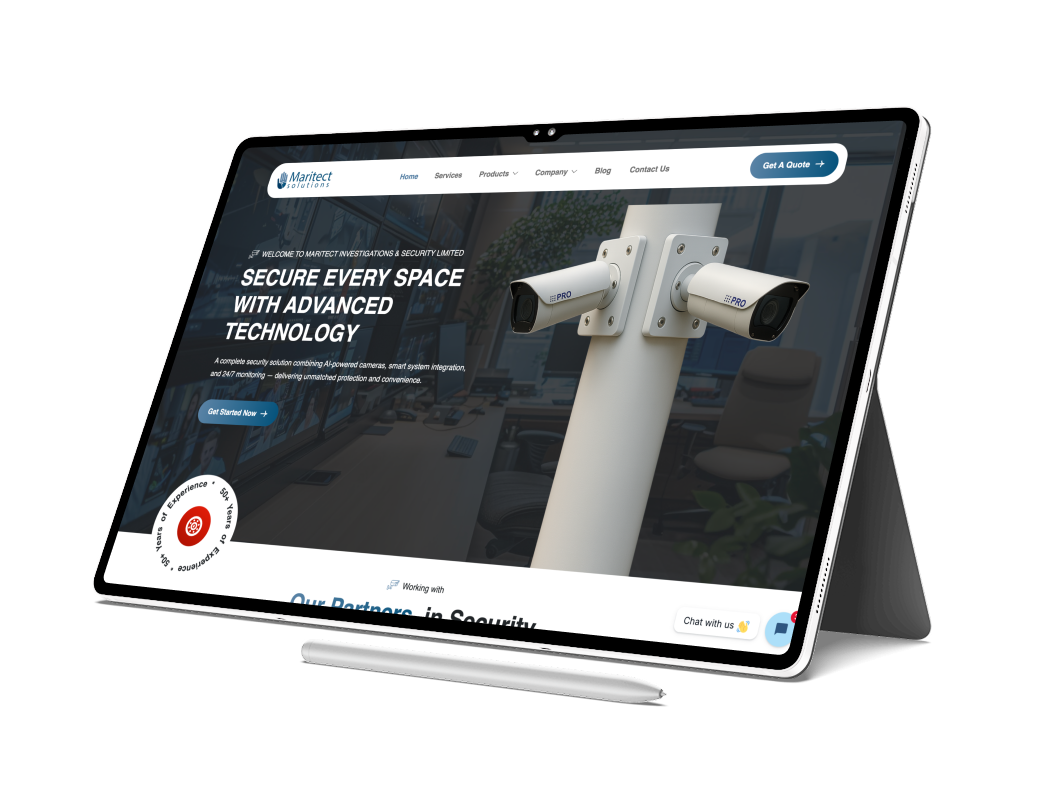 Maritect
solutions
Home Services Products Company Blog Contact Us
Get A Quote
WELCOME TO MARITECT INVESTIGATIONS & SECURITY LIMITED
SECURE EVERY SPACE
WITH ADVANCED
TECHNOLOGY
A complete security solution combining AI-powered cameras, smart system integration,
and 24/7 monitoring — delivering unmatched protection and convenience.
Get Started Now
PRO
PRO
50+ Years of Experience • 50+ Years of Experience •
Working with
Our Partners in Security
Chat with us 👋